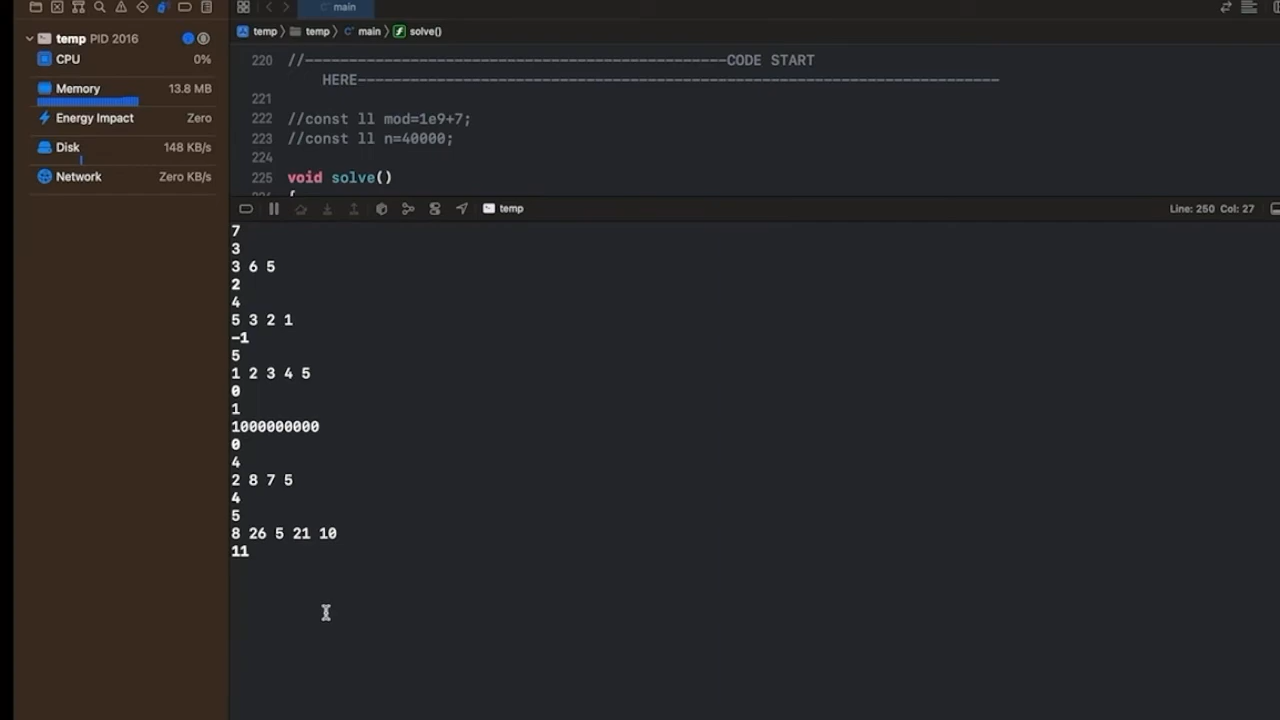 main
temp PID 2016
temp temp main solve()
CPU 0%
220 //———————————————————————————————————————————————CODE START
HERE————————————————————————————————————————————————————————————————————————
Memory 13.8 MB
221
Energy Impact Zero
222 //const ll mod=1e9+7;
223 //const ll n=40000;
Disk 148 KB/s
224
Network Zero KB/s
225 void solve()
{
temp Line: 250 Col: 27
7
3
3 6 5
2
4
5 3 2 1
-1
5
1 2 3 4 5
0
1
1000000000
0
4
2 8 7 5
4
5
8 26 5 21 10
11